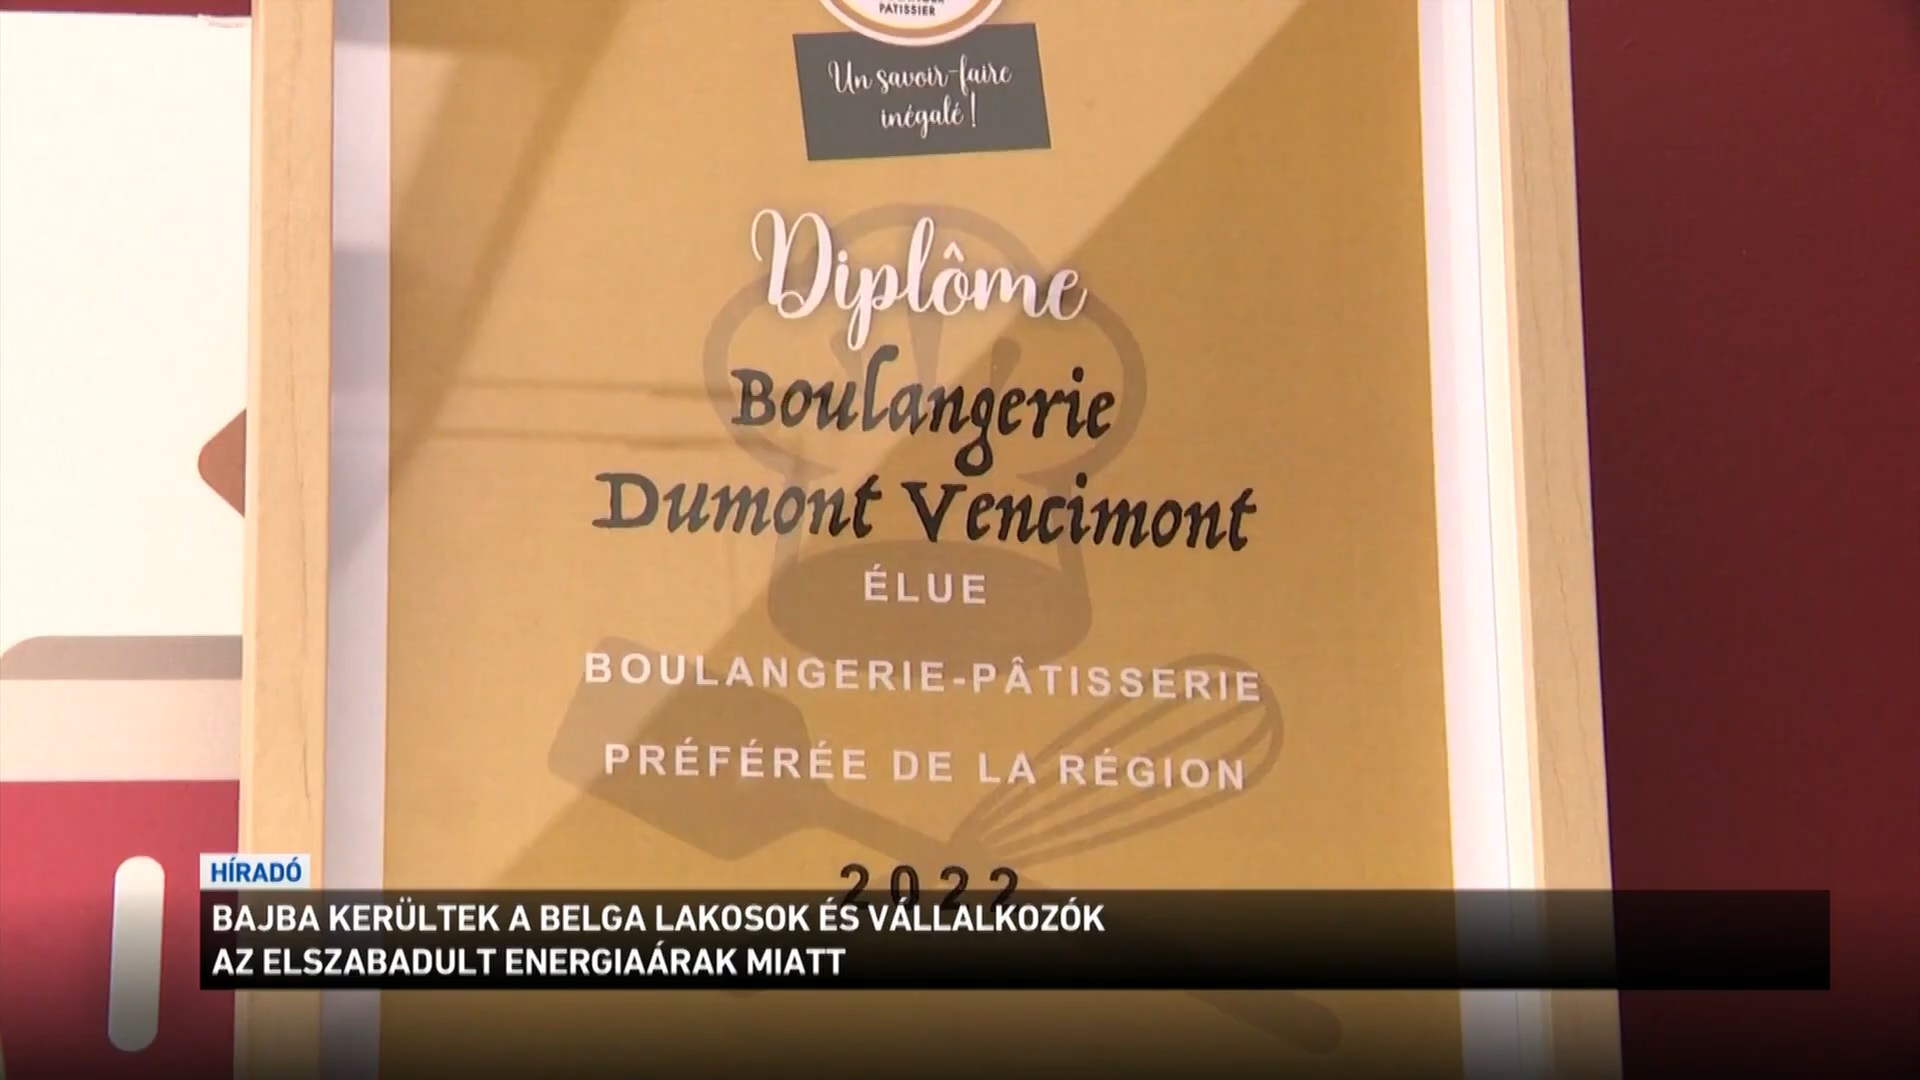 PATISSIER
Un savoir-faire
inégalé !
Diplôme
Boulangerie
Dumont Vencimont
ÉLUE
BOULANGERIE-PÂTISSERIE
PRÉFÉRÉE DE LA RÉGION
2022
HÍRADÓ
BAJBA KERÜLTEK A BELGA LAKOSOK ÉS VÁLLALKOZÓK
AZ ELSZABADULT ENERGIAÁRAK MIATT